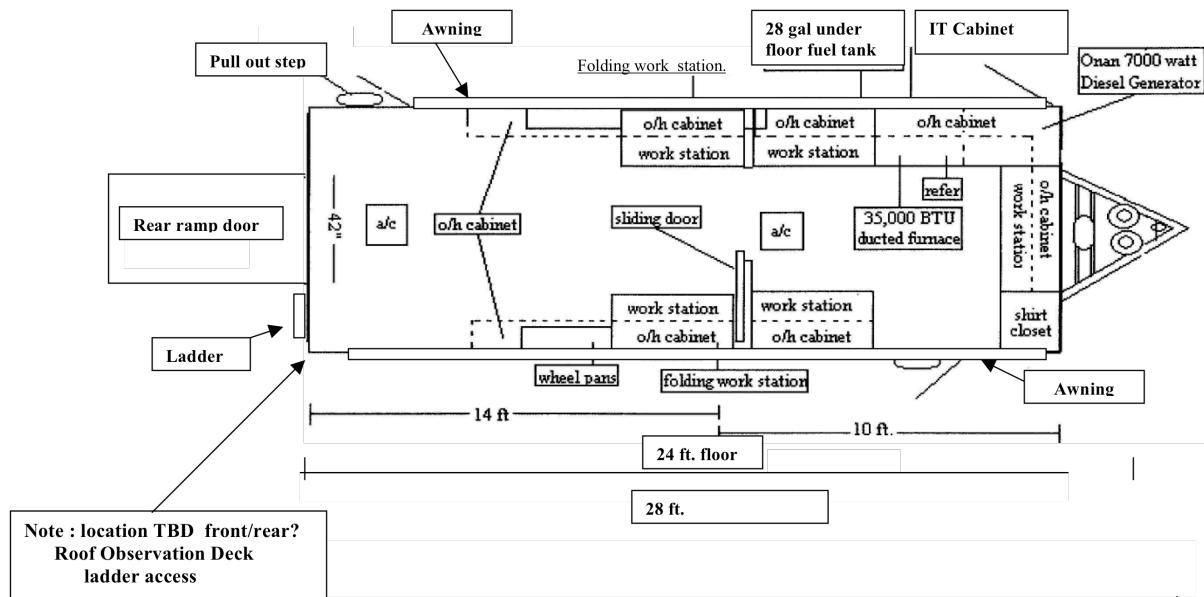 Awning
28 gal under
floor fuel tank
IT Cabinet
Pull out step
Folding work station.
Onan 7000 watt
Diesel Generator
o/h cabinet
work station
o/h cabinet
work station
refer
35,000 BTU
ducted furnace
o/h cabinet
work station
Rear ramp door
42"
a/c
o/h cabinet
sliding door
a/c
work station
o/h cabinet
work station
o/h cabinet
shirt
closet
Ladder
wheel pans
folding work station
Awning
14 ft
10 ft.
24 ft. floor
28 ft.
Note : location TBD front/rear?
Roof Observation Deck
ladder access